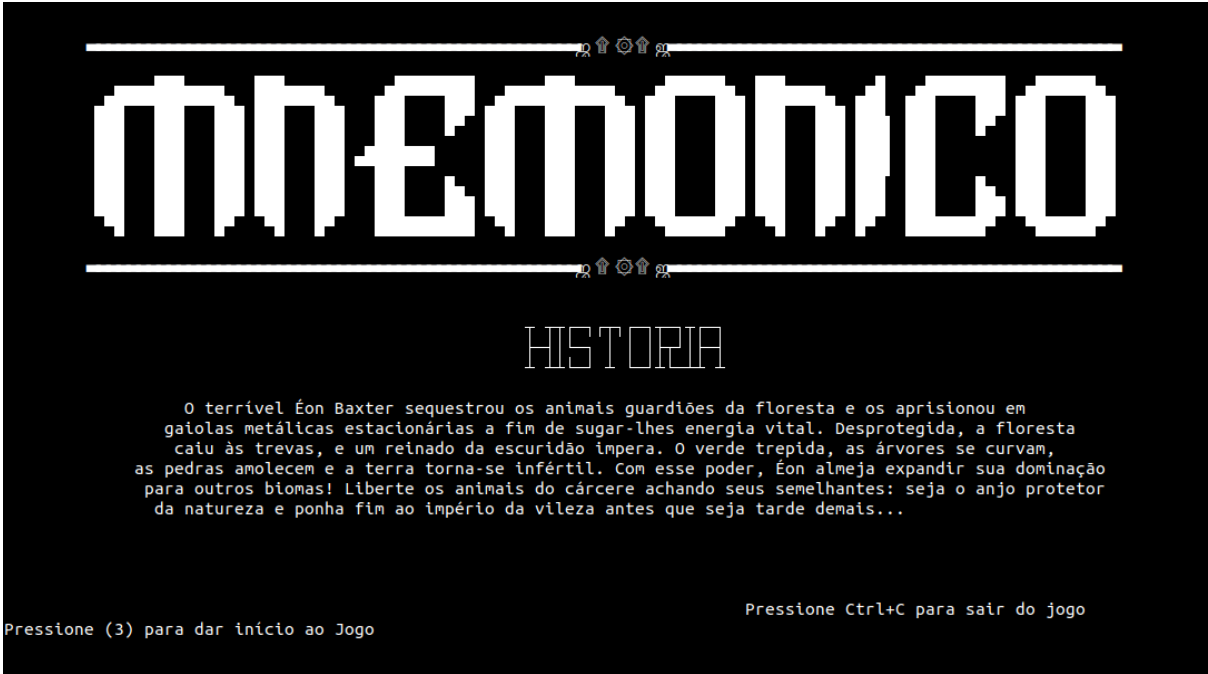 MNEMONICO
HISTORIA
O terrível Éon Baxter sequestrou os animais guardiões da floresta e os aprisionou em
gaiolas metálicas estacionárias a fim de sugar-lhes energia vital. Desprotegida, a floresta
caiu às trevas, e um reinado da escuridão impera. O verde trepida, as árvores se curvam,
as pedras amolecem e a terra torna-se infértil. Com esse poder, Éon almeja expandir sua dominação
para outros biomas! Liberte os animais do cárcere achando seus semelhantes: seja o anjo protetor
da natureza e ponha fim ao império da vileza antes que seja tarde demais...
Pressione Ctrl+C para sair do jogo
Pressione (3) para dar início ao Jogo